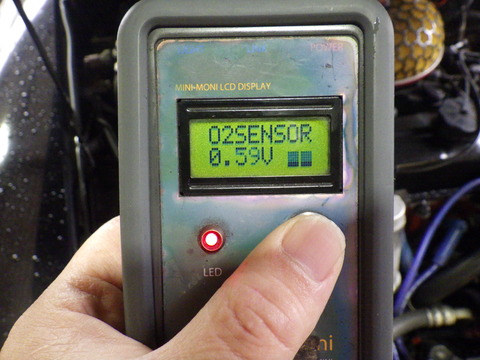 POWER
MINI-MONI LCD DISPLAY
O2SENSOR
0.59V
LED